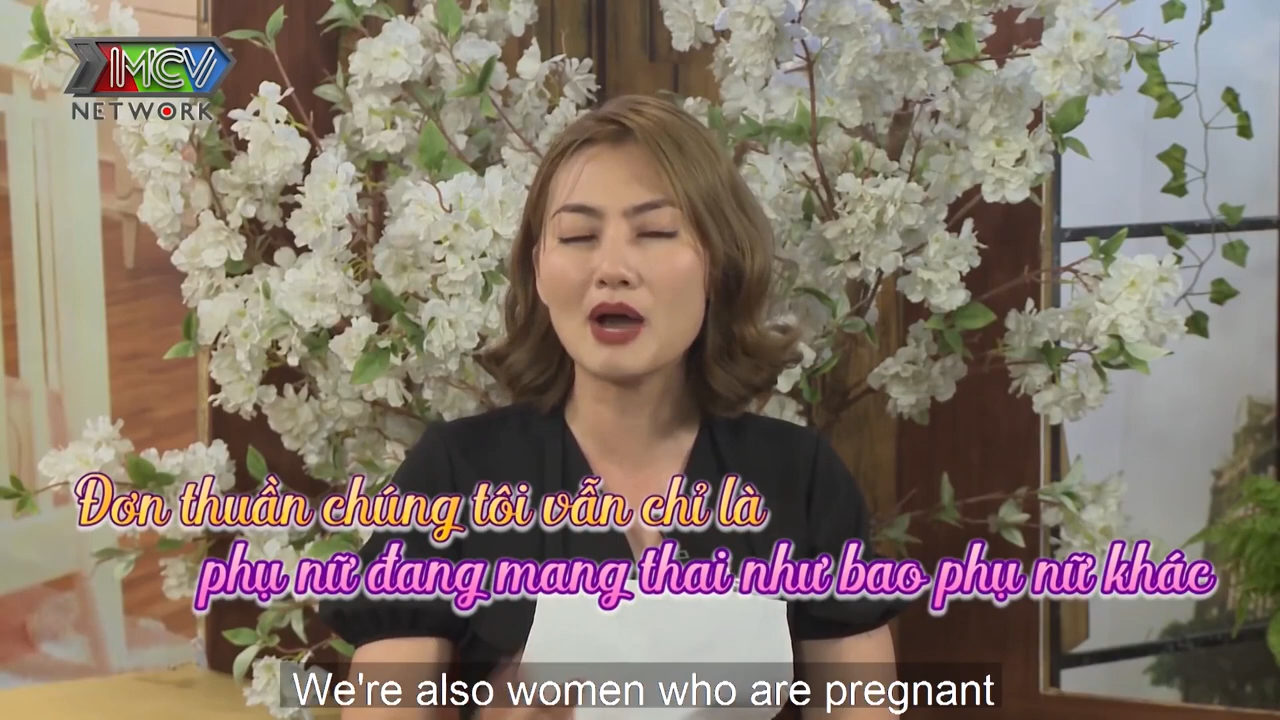 MCV
NETWORK
Đơn thuần chúng tôi vẫn chỉ là
phụ nữ đang mang thai như bao phụ nữ khác
We're also women who are pregnant